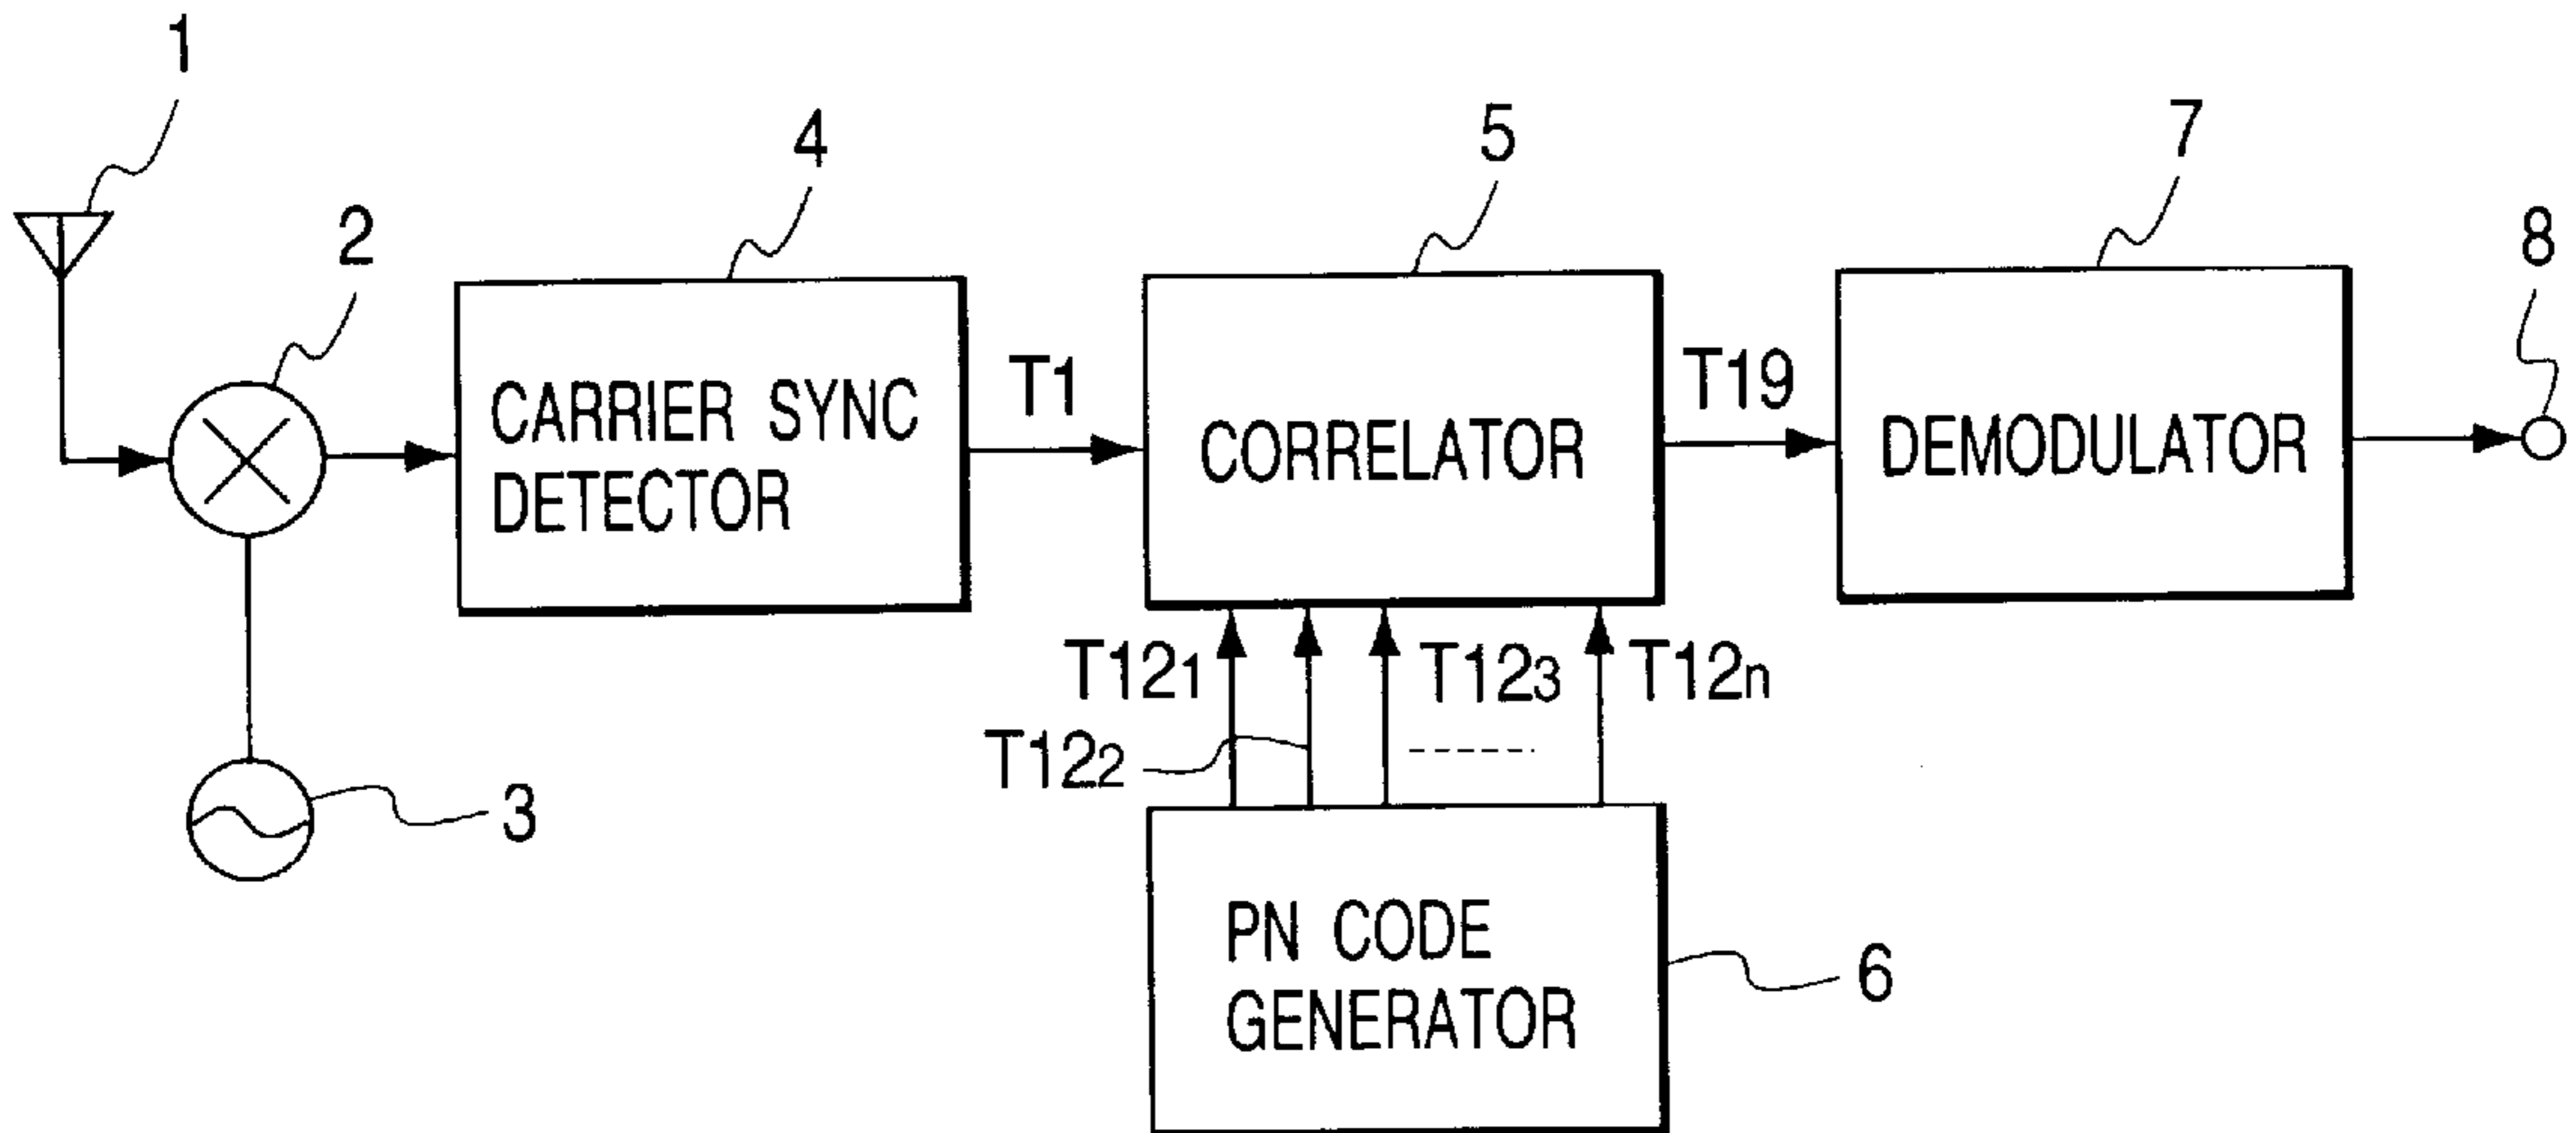 1
2
4
5
7
8
CARRIER SYNC
DETECTOR
T1
CORRELATOR
T19
DEMODULATOR
T121
T122
T123
T12n
3
PN CODE
GENERATOR
6